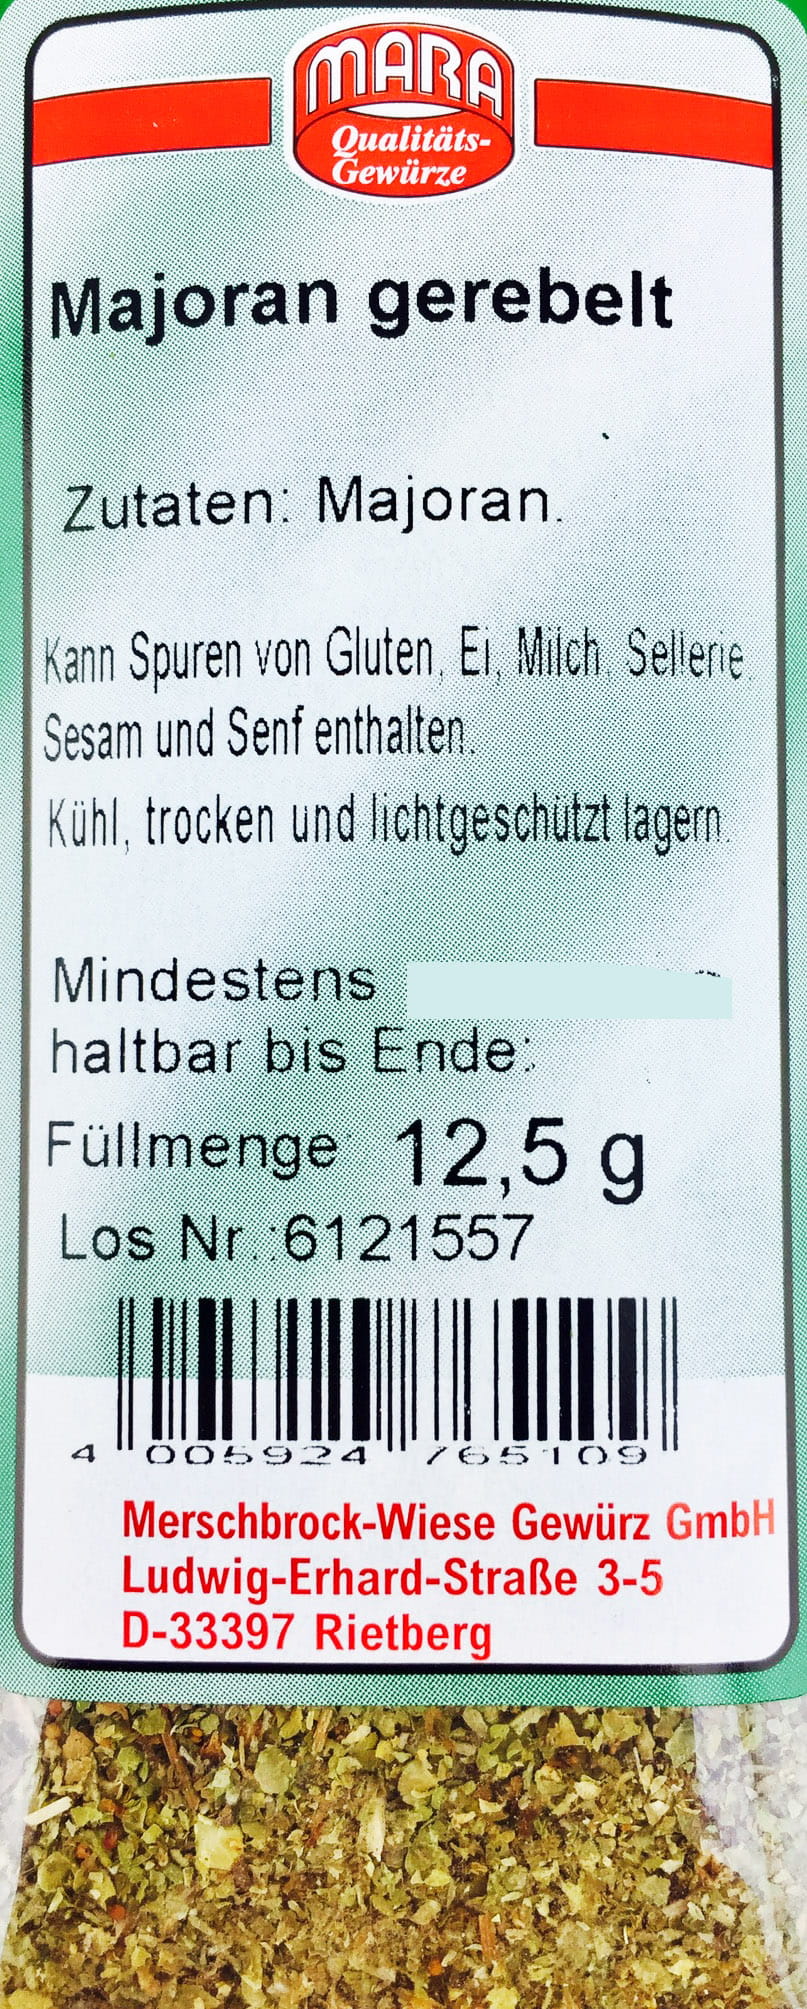 MARA
Qualitäts-
Gewürze
Majoran gerebelt
Zutaten: Majoran.
Kann Spuren von Gluten, Ei, Milch, Sellerie,
Sesam und Senf enthalten.
Kühl, trocken und lichtgeschützt lagern.
Mindestens
haltbar bis Ende:
Füllmenge 12,5 g
Los Nr.:6121557
4 005924 765109
Merschbrock-Wiese Gewürz GmbH
Ludwig-Erhard-Straße 3-5
D-33397 Rietberg